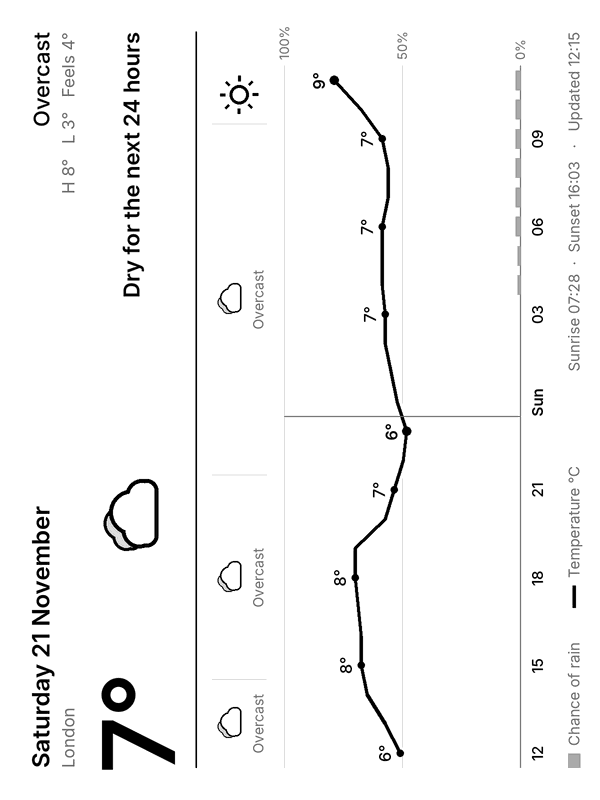 Saturday 21 November
Overcast
London
H 8° L 3° Feels 4°
7°
Dry for the next 24 hours
Overcast
Overcast
Overcast
100%
50%
0%
6°
8°
8°
7°
6°
7°
7°
7°
9°
12
15
18
21
Sun
03
06
09
Chance of rain
Temperature °C
Sunrise 07:28 · Sunset 16:03 · Updated 12:15